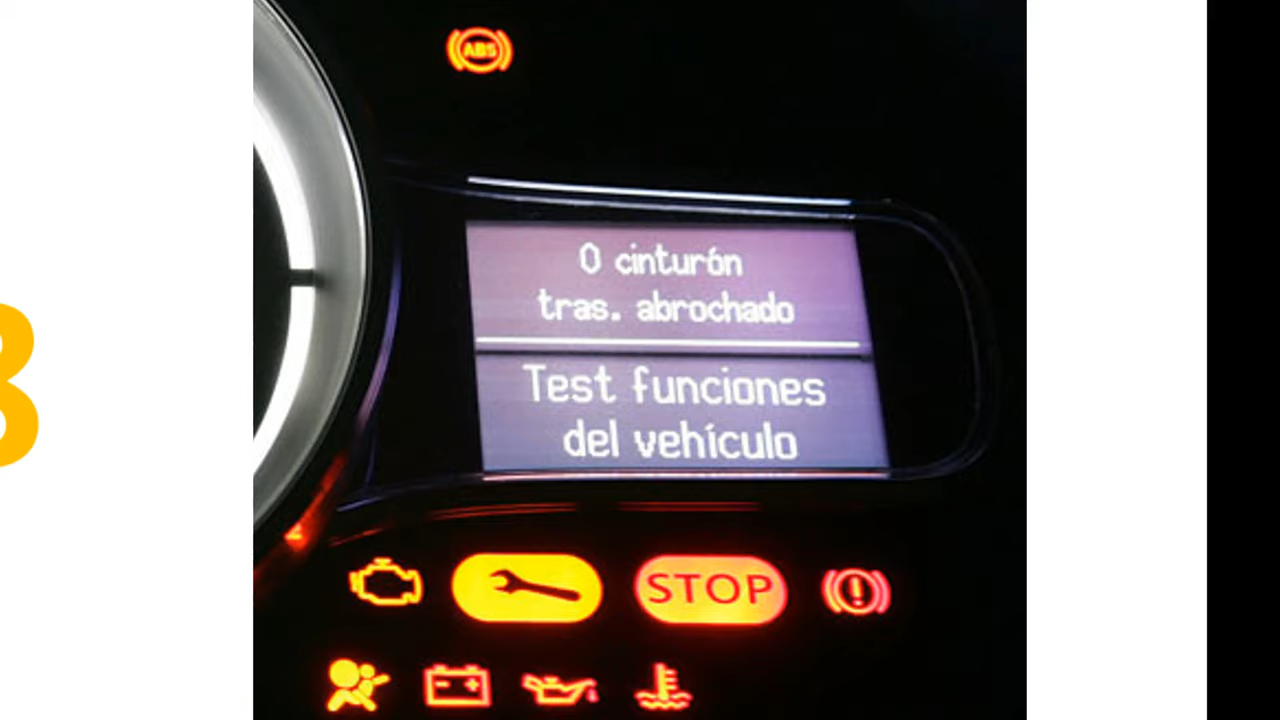 ABS
0 cinturón
tras. abrochado
Test funciones
del vehículo
STOP